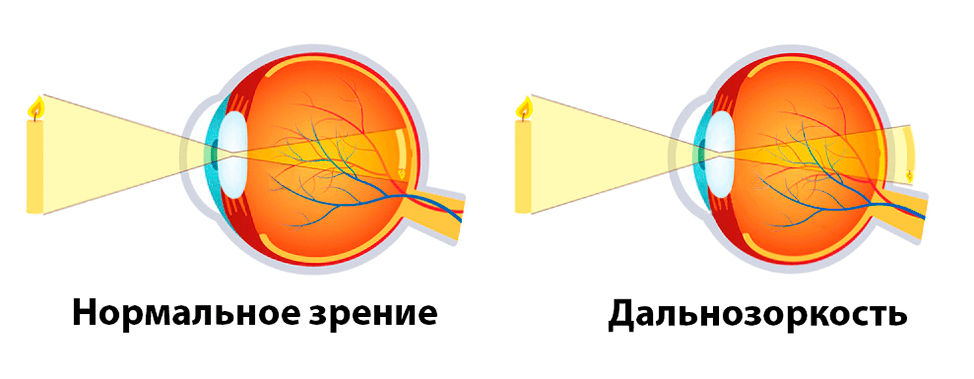 Нормальное зрение
Дальнозоркость